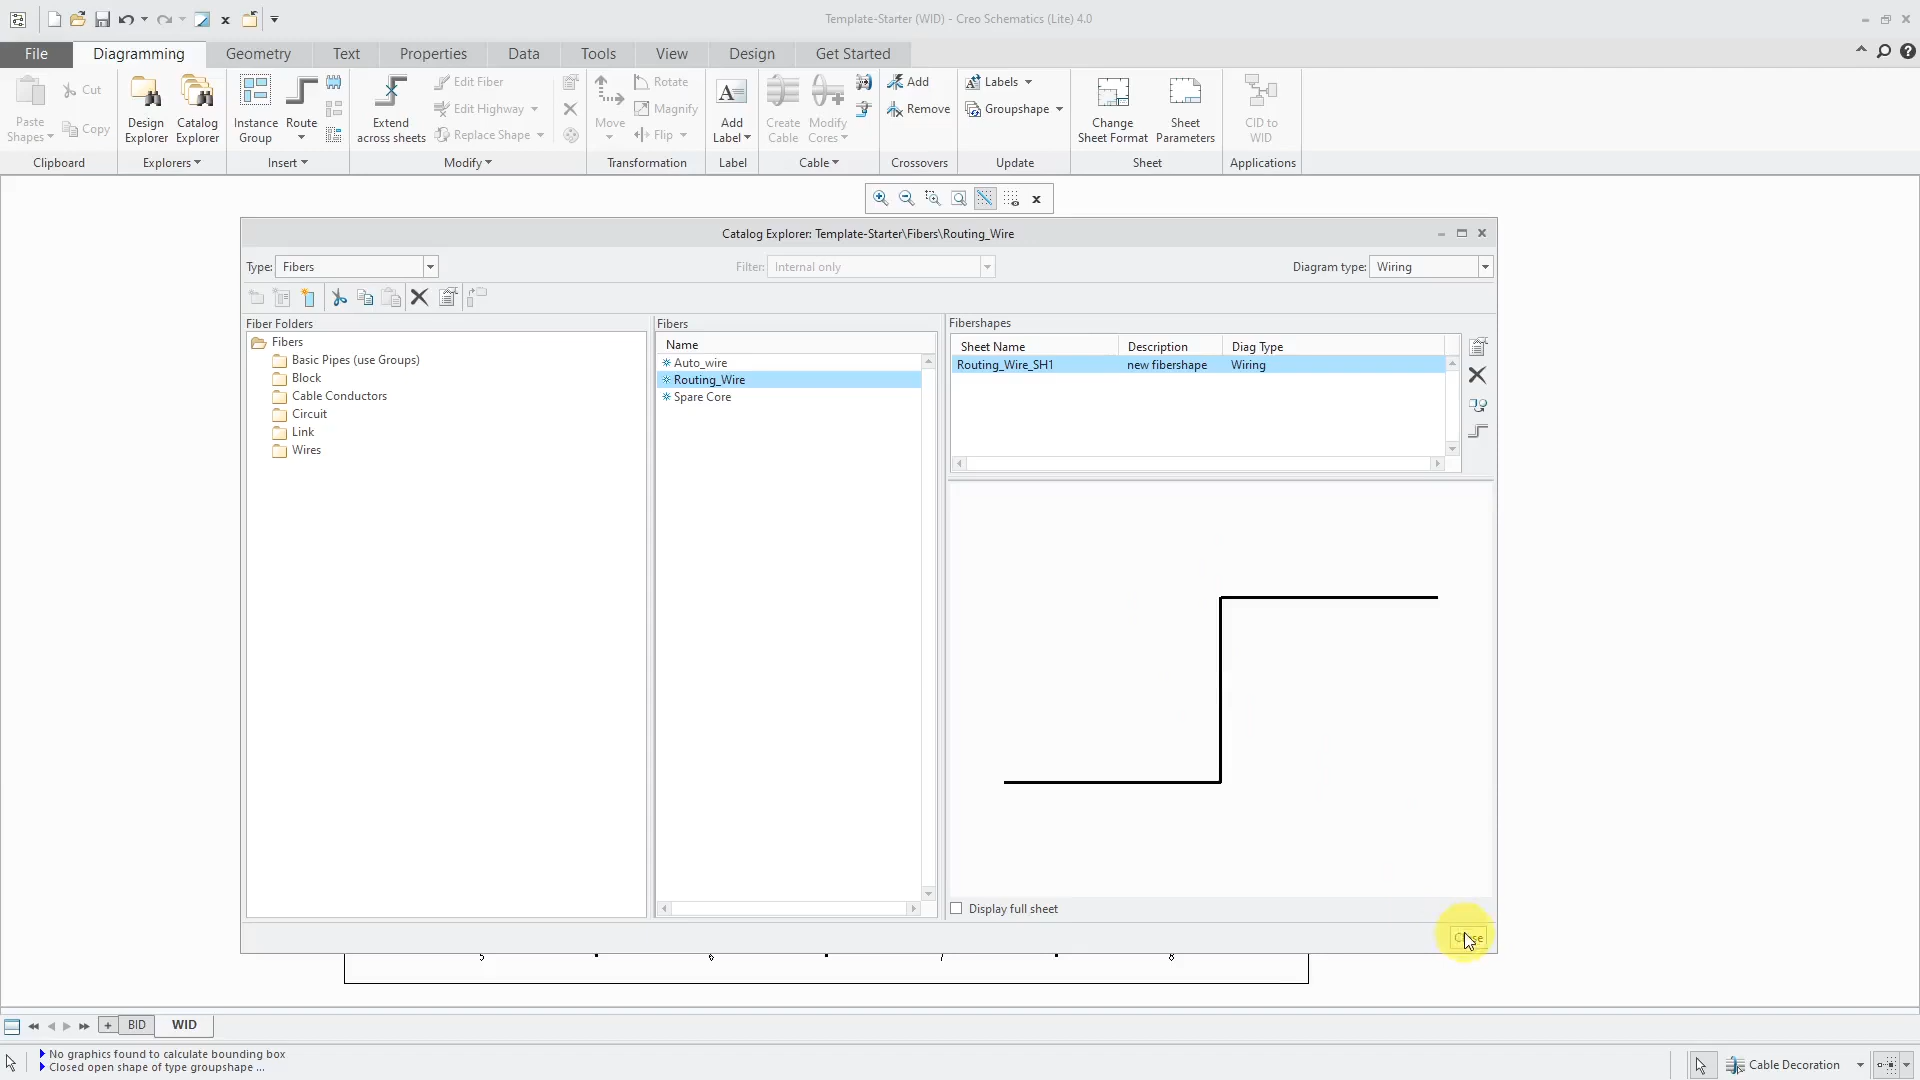 Template-Starter (WID) - Creo Schematics (Lite) 4.0
File
Diagramming
Geometry
Text
Properties
Data
Tools
View
Design
Get Started
Paste Shapes
Cut
Copy
Clipboard
Design Explorer
Catalog Explorer
Explorers
Instance Group
Route
Insert
Extend across sheets
Edit Fiber
Edit Highway
Replace Shape
Modify
Move
Rotate
Magnify
Flip
Transformation
Add Label
Label
Create Cable
Modify Cores
Cable
Add
Remove
Crossovers
Labels
Groupshape
Update
Change Sheet Format
Sheet Parameters
Sheet
CID to WID
Applications
Catalog Explorer: Template-Starter\Fibers\Routing_Wire
Type: Fibers
Filter: Internal only
Diagram type: Wiring
Fiber Folders
Fibers
Basic Pipes (use Groups)
Block
Cable Conductors
Circuit
Link
Wires
Fibers
Name
Auto_wire
Routing_Wire
Spare Core
Fibershapes
Sheet Name Description Diag Type
Routing_Wire_SH1 new fibershape Wiring
Display full sheet
Close
5 6 7 8
BID
WID
No graphics found to calculate bounding box
Closed open shape of type groupshape ...
Cable Decoration